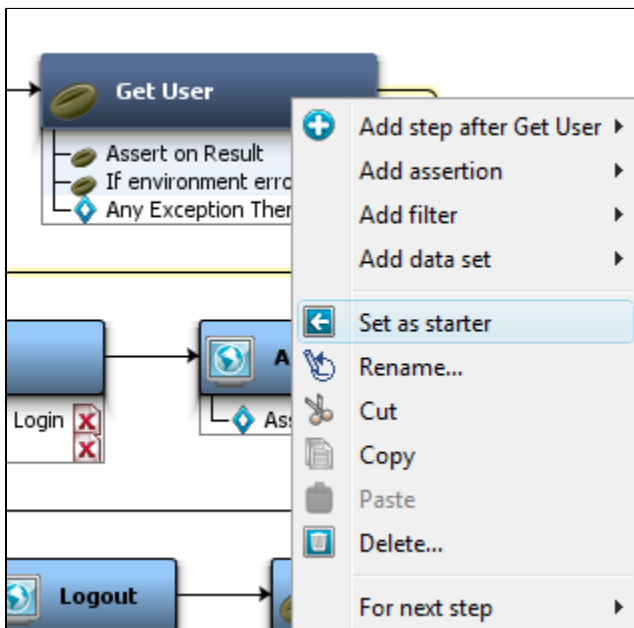 Get User
Assert on Result
If environment erro
Any Exception Ther
Add step after Get User
Add assertion
Add filter
Add data set
Set as starter
Rename...
Cut
Copy
Paste
Delete...
For next step
Login
A
Ass
Logout